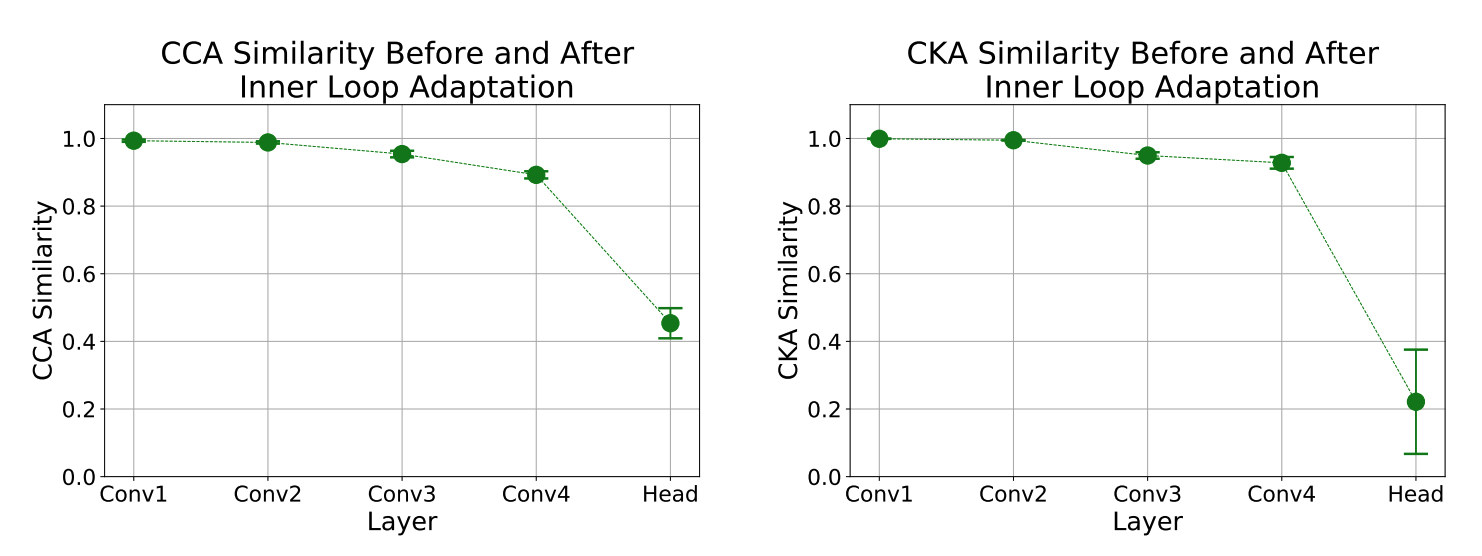 CCA Similarity Before and After
Inner Loop Adaptation
CCA Similarity
1.0
0.8
0.6
0.4
0.2
0.0
Conv1 Conv2 Conv3 Conv4 Head
Layer
CKA Similarity Before and After
Inner Loop Adaptation
CKA Similarity
1.0
0.8
0.6
0.4
0.2
0.0
Conv1 Conv2 Conv3 Conv4 Head
Layer